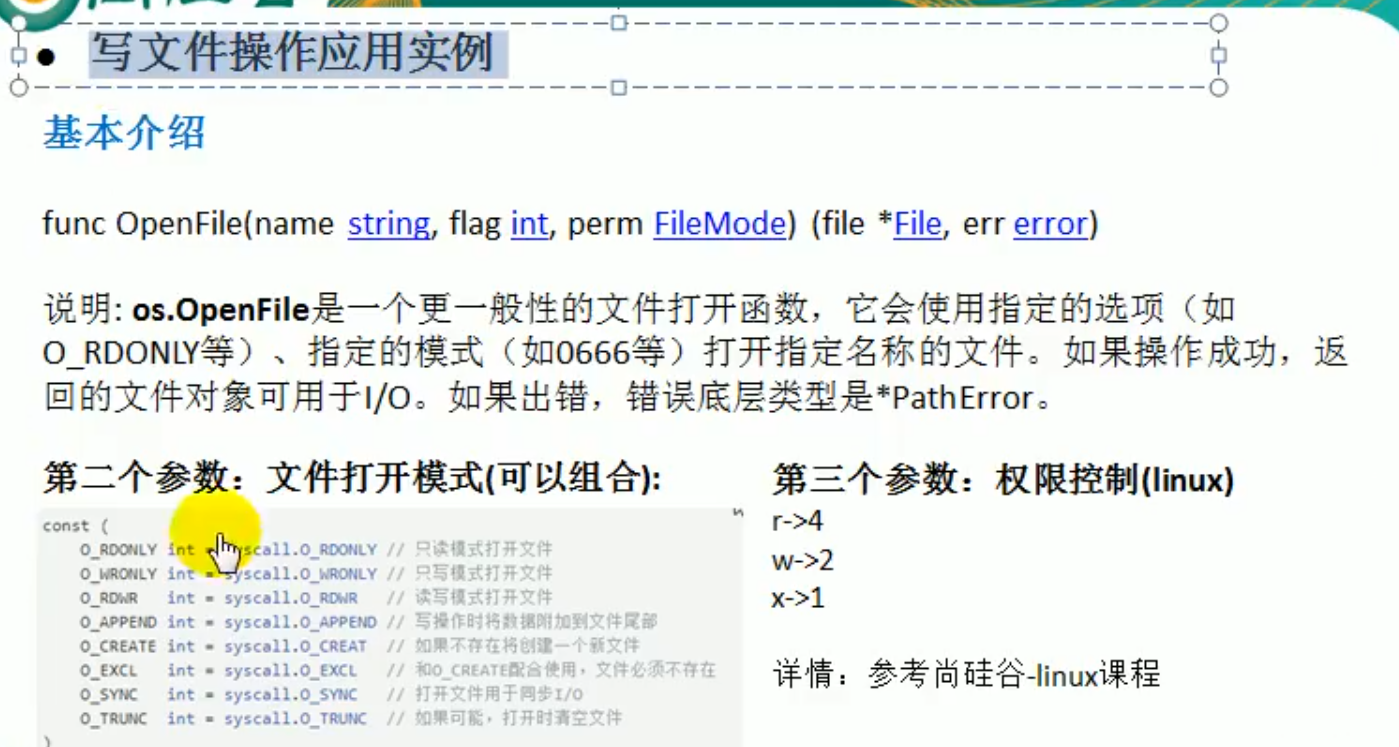 ● 写文件操作应用实例
基本介绍
func OpenFile(name string, flag int, perm FileMode) (file *File, err error)
说明: os.OpenFile是一个更一般性的文件打开函数，它会使用指定的选项（如
O_RDONLY等）、指定的模式（如0666等）打开指定名称的文件。如果操作成功，返
回的文件对象可用于I/O。如果出错，错误底层类型是*PathError。
第二个参数：文件打开模式(可以组合):
const (
O_RDONLY int = syscall.O_RDONLY // 只读模式打开文件
O_WRONLY int = syscall.O_WRONLY // 只写模式打开文件
O_RDWR int = syscall.O_RDWR // 读写模式打开文件
O_APPEND int = syscall.O_APPEND // 写操作时将数据附加到文件尾部
O_CREATE int = syscall.O_CREAT // 如果不存在将创建一个新文件
O_EXCL int = syscall.O_EXCL // 和O_CREATE配合使用，文件必须不存在
O_SYNC int = syscall.O_SYNC // 打开文件用于同步I/O
O_TRUNC int = syscall.O_TRUNC // 如果可能，打开时清空文件
)
第三个参数：权限控制(linux)
r->4
w->2
x->1
详情：参考尚硅谷-linux课程